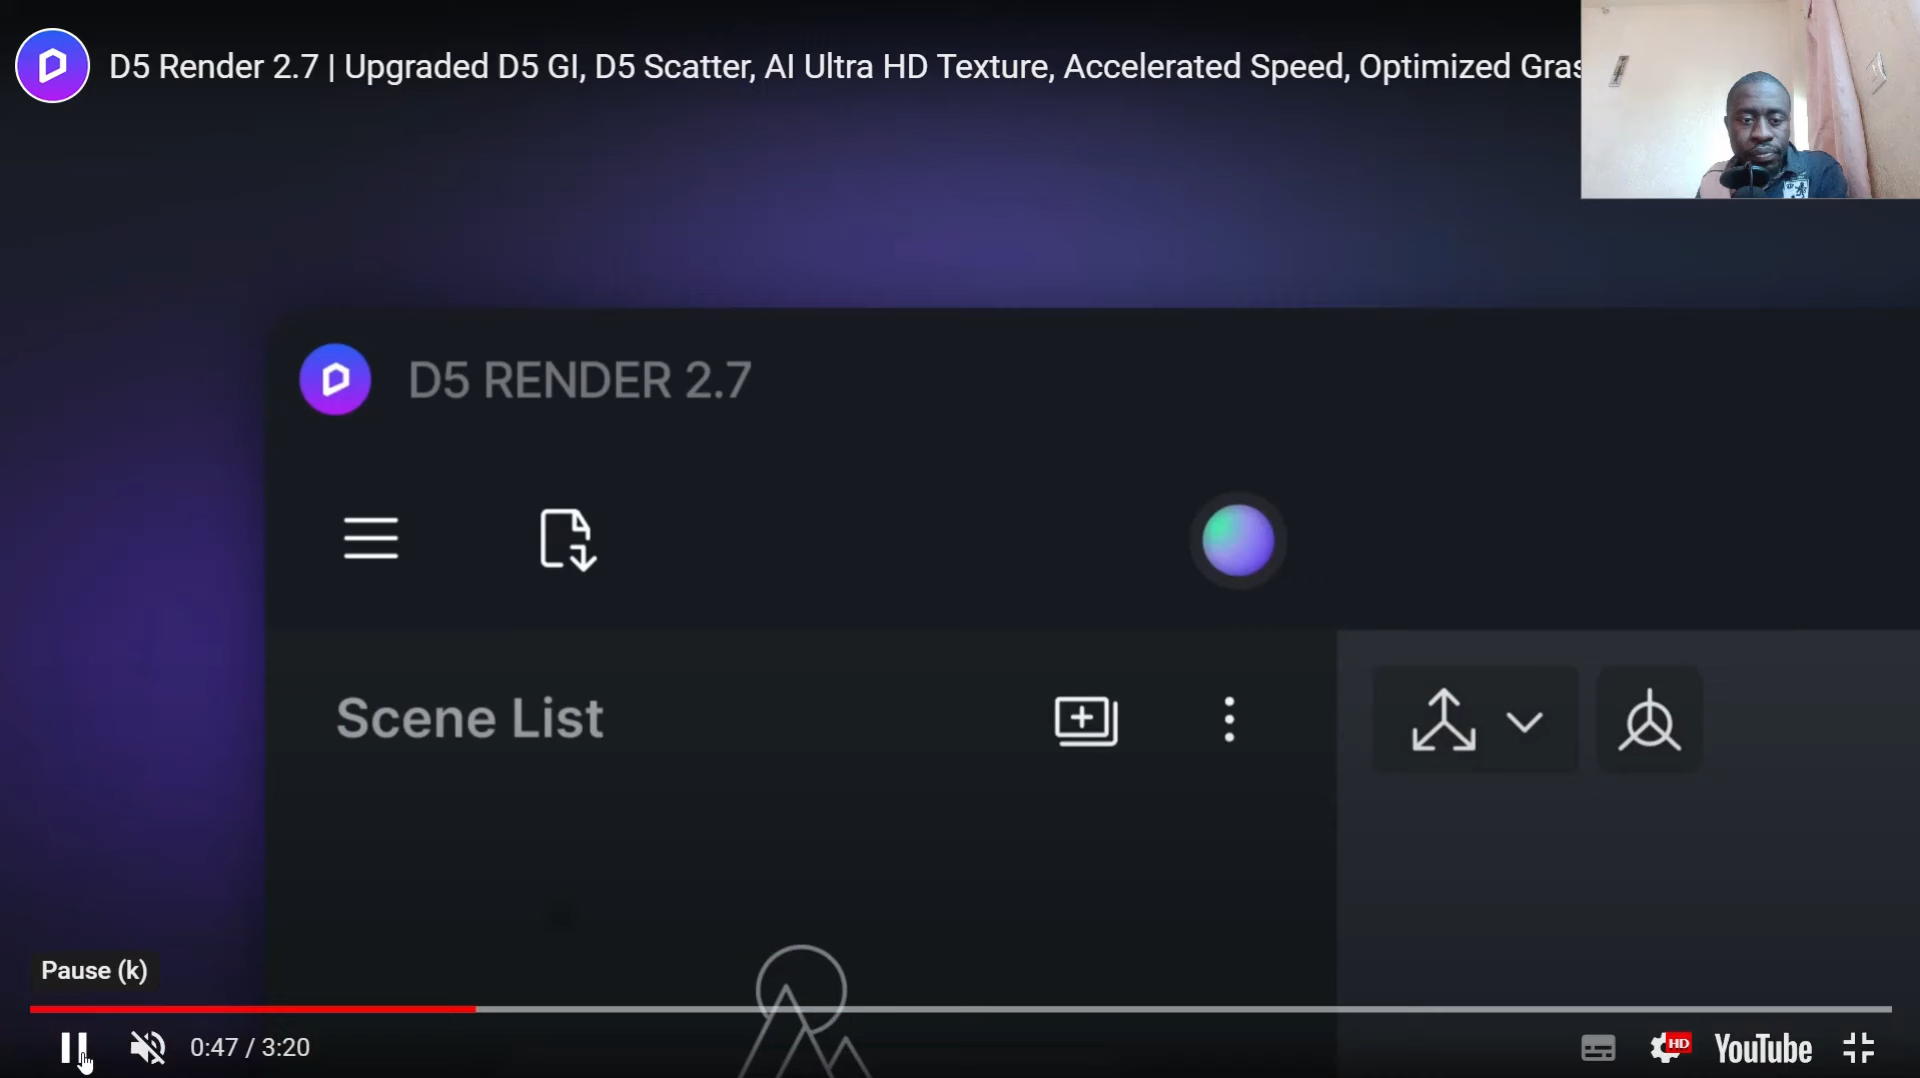 D5 Render 2.7 | Upgraded D5 GI, D5 Scatter, AI Ultra HD Texture, Accelerated Speed, Optimized Gras
D5 RENDER 2.7
Scene List
Pause (k)
0:47 / 3:20
HD
YouTube